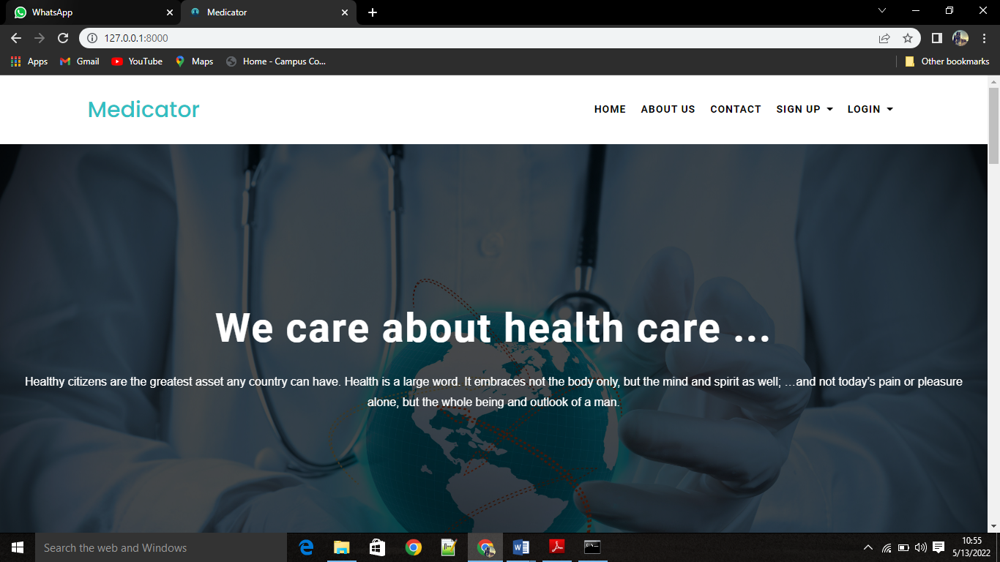 WhatsApp
Medicator
127.0.0.1:8000
Apps
Gmail
YouTube
Maps
Home - Campus Co...
Other bookmarks
Medicator
HOME
ABOUT US
CONTACT
SIGN UP
LOGIN
We care about health care ...
Healthy citizens are the greatest asset any country can have. Health is a large word. It embraces not the body only, but the mind and spirit as well; …and not today’s pain or pleasure
alone, but the whole being and outlook of a man.
Search the web and Windows
10:55
5/13/2022